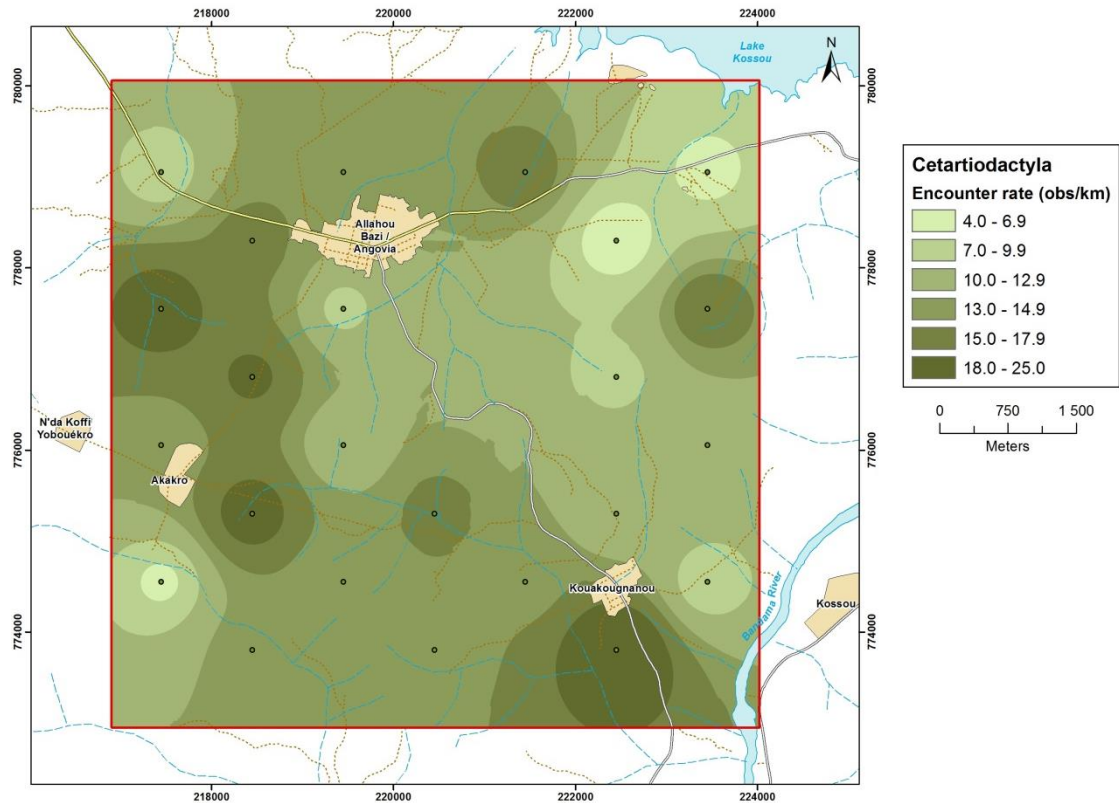 218000
220000
222000
224000
780000
778000
776000
774000
Lake
Kossou
N
780000
778000
776000
774000
Allahou
Bazi /
Angovia
N'da Koffi
Yobouékro
Akakro
Kouakougnanou
Bandama River
Kossou
218000
220000
222000
224000
Cetartiodactyla
Encounter rate (obs/km)
4.0 - 6.9
7.0 - 9.9
10.0 - 12.9
13.0 - 14.9
15.0 - 17.9
18.0 - 25.0
0 750 1 500
Meters